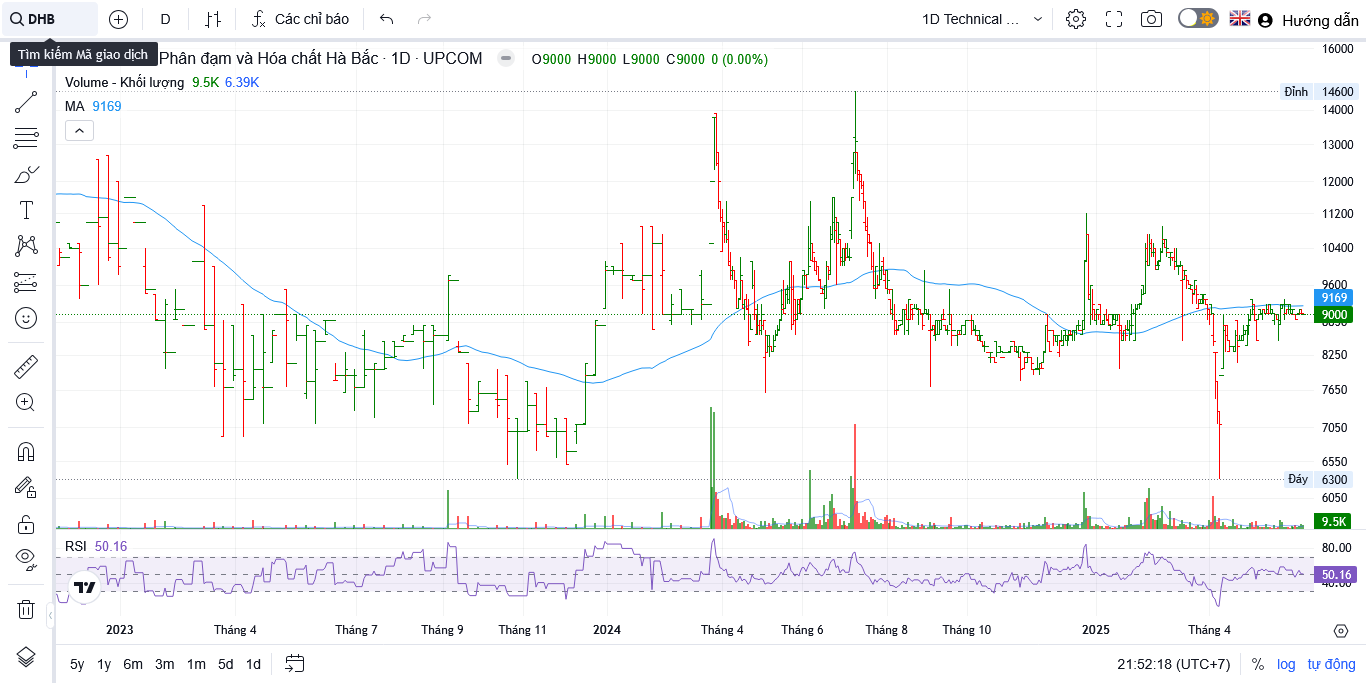 DHB D Các chỉ báo 1D Technical ... Hướng dẫn
Tìm kiếm Mã giao dịch
Phân đạm và Hóa chất Hà Bắc · 1D · UPCOM O9000 H9000 L9000 C9000 0 (0.00%)
Volume - Khối lượng 9.5K 6.39K
MA 9169
16000
Đỉnh 14600
14000
13000
12000
11200
10400
9600
9169
9000
8250
7650
7050
6550
Đáy 6300
6050
9.5K
RSI 50.16
80.00
50.16
40.00
2023 Tháng 4 Tháng 7 Tháng 9 Tháng 11 2024 Tháng 4 Tháng 6 Tháng 8 Tháng 10 2025 Tháng 4
5y 1y 6m 3m 1m 5d 1d 21:52:18 (UTC+7) % log tự động